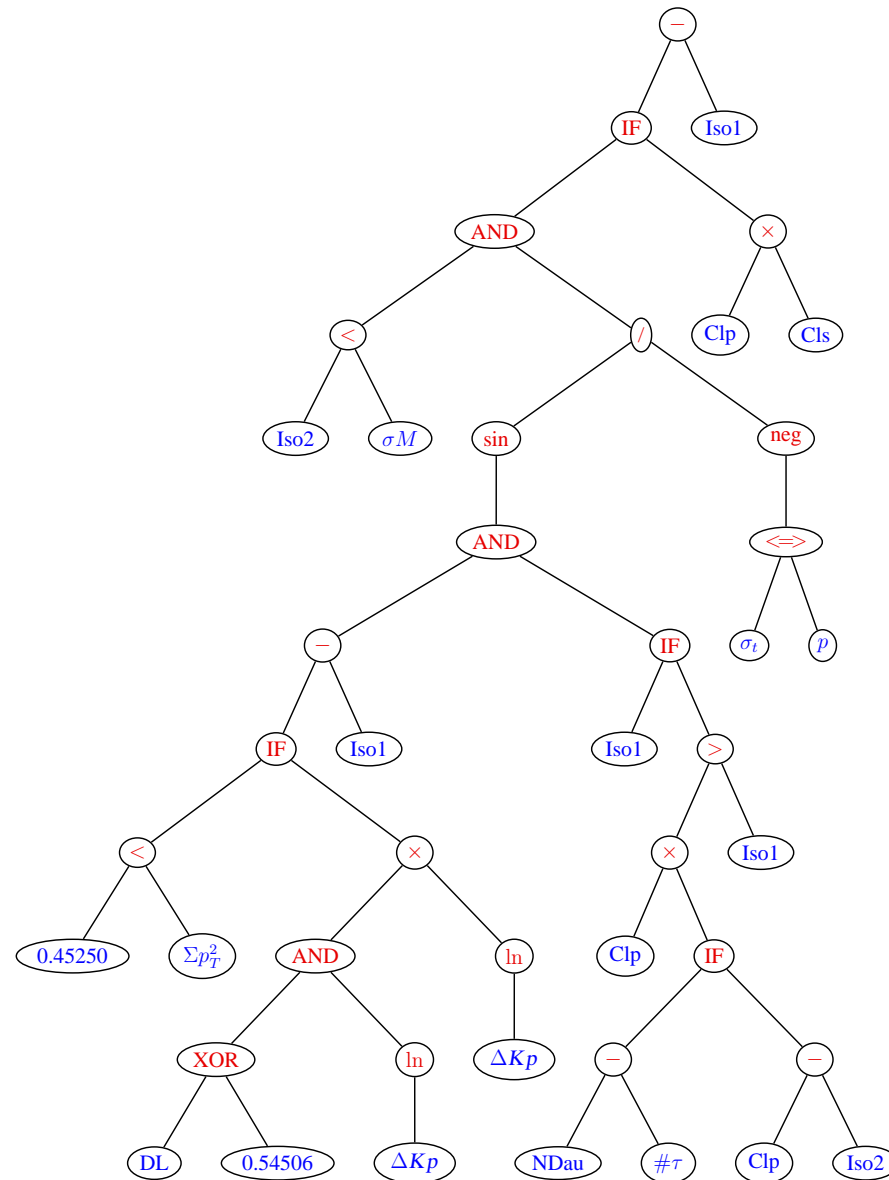 −
IF Iso1
AND ×
< / Clp Cls
Iso2 σM sin neg
AND <=>
− IF σ_t p
IF Iso1 Iso1 >
< × × Iso1
0.45250 Σp_T^2 AND ln Clp IF
XOR ln ΔKp − −
DL 0.54506 ΔKp NDau #τ Clp Iso2